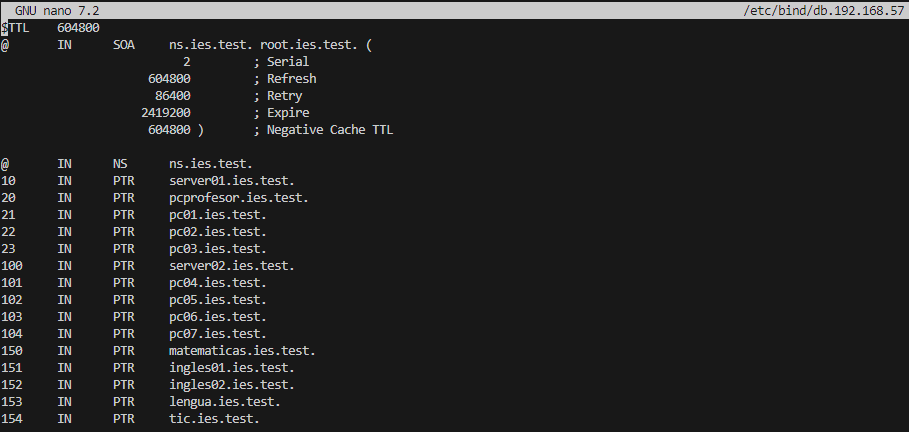 GNU nano 7.2 /etc/bind/db.192.168.57
$TTL 604800
@ IN SOA ns.ies.test. root.ies.test. (
2 ; Serial
604800 ; Refresh
86400 ; Retry
2419200 ; Expire
604800 ) ; Negative Cache TTL
@ IN NS ns.ies.test.
10 IN PTR server01.ies.test.
20 IN PTR pcprofesor.ies.test.
21 IN PTR pc01.ies.test.
22 IN PTR pc02.ies.test.
23 IN PTR pc03.ies.test.
100 IN PTR server02.ies.test.
101 IN PTR pc04.ies.test.
102 IN PTR pc05.ies.test.
103 IN PTR pc06.ies.test.
104 IN PTR pc07.ies.test.
150 IN PTR matematicas.ies.test.
151 IN PTR ingles01.ies.test.
152 IN PTR ingles02.ies.test.
153 IN PTR lengua.ies.test.
154 IN PTR tic.ies.test.